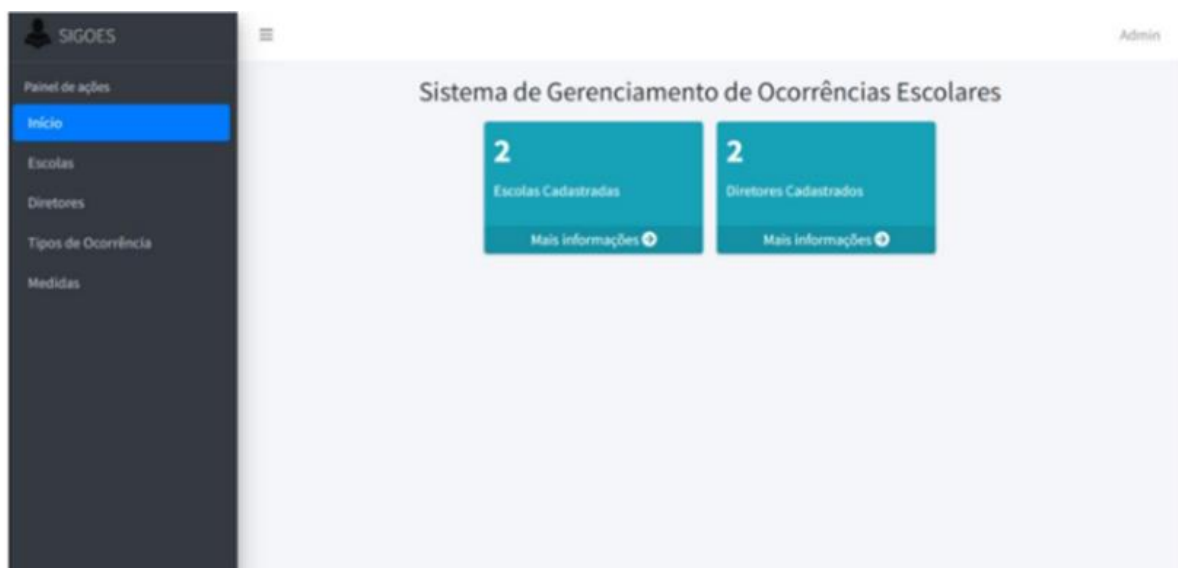 SIGOES
Admin
Painel de ações
Início
Escolas
Diretores
Tipos de Ocorrência
Medidas
Sistema de Gerenciamento de Ocorrências Escolares
2
Escolas Cadastradas
Mais informações
2
Diretores Cadastrados
Mais informações